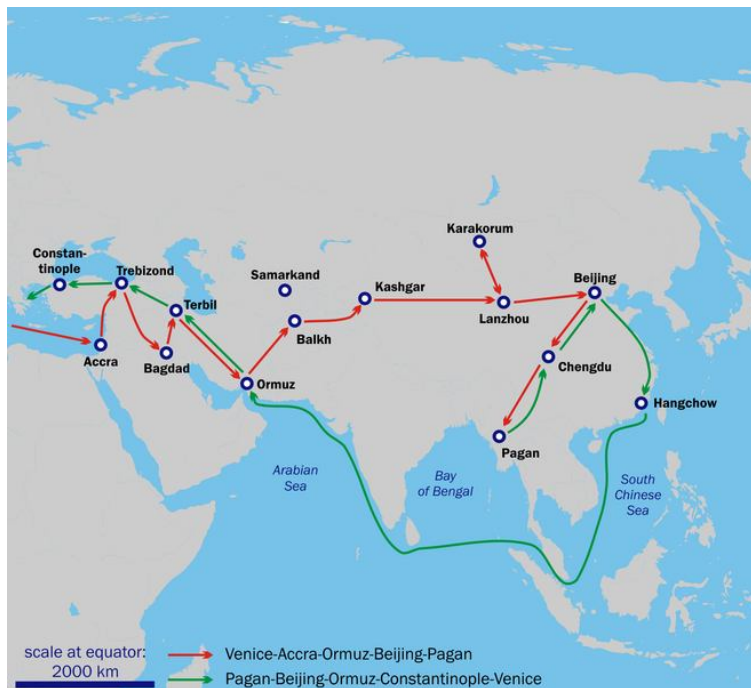 Karakorum
Constan-
tinople
Trebizond
Samarkand
Beijing
Terbil
Kashgar
Lanzhou
Balkh
Accra
Bagdad
Chengdu
Ormuz
Hangchow
Pagan
Arabian
Sea
Bay
of Bengal
South
Chinese
Sea
scale at equator:
2000 km
Venice-Accra-Ormuz-Beijing-Pagan
Pagan-Beijing-Ormuz-Constantinople-Venice